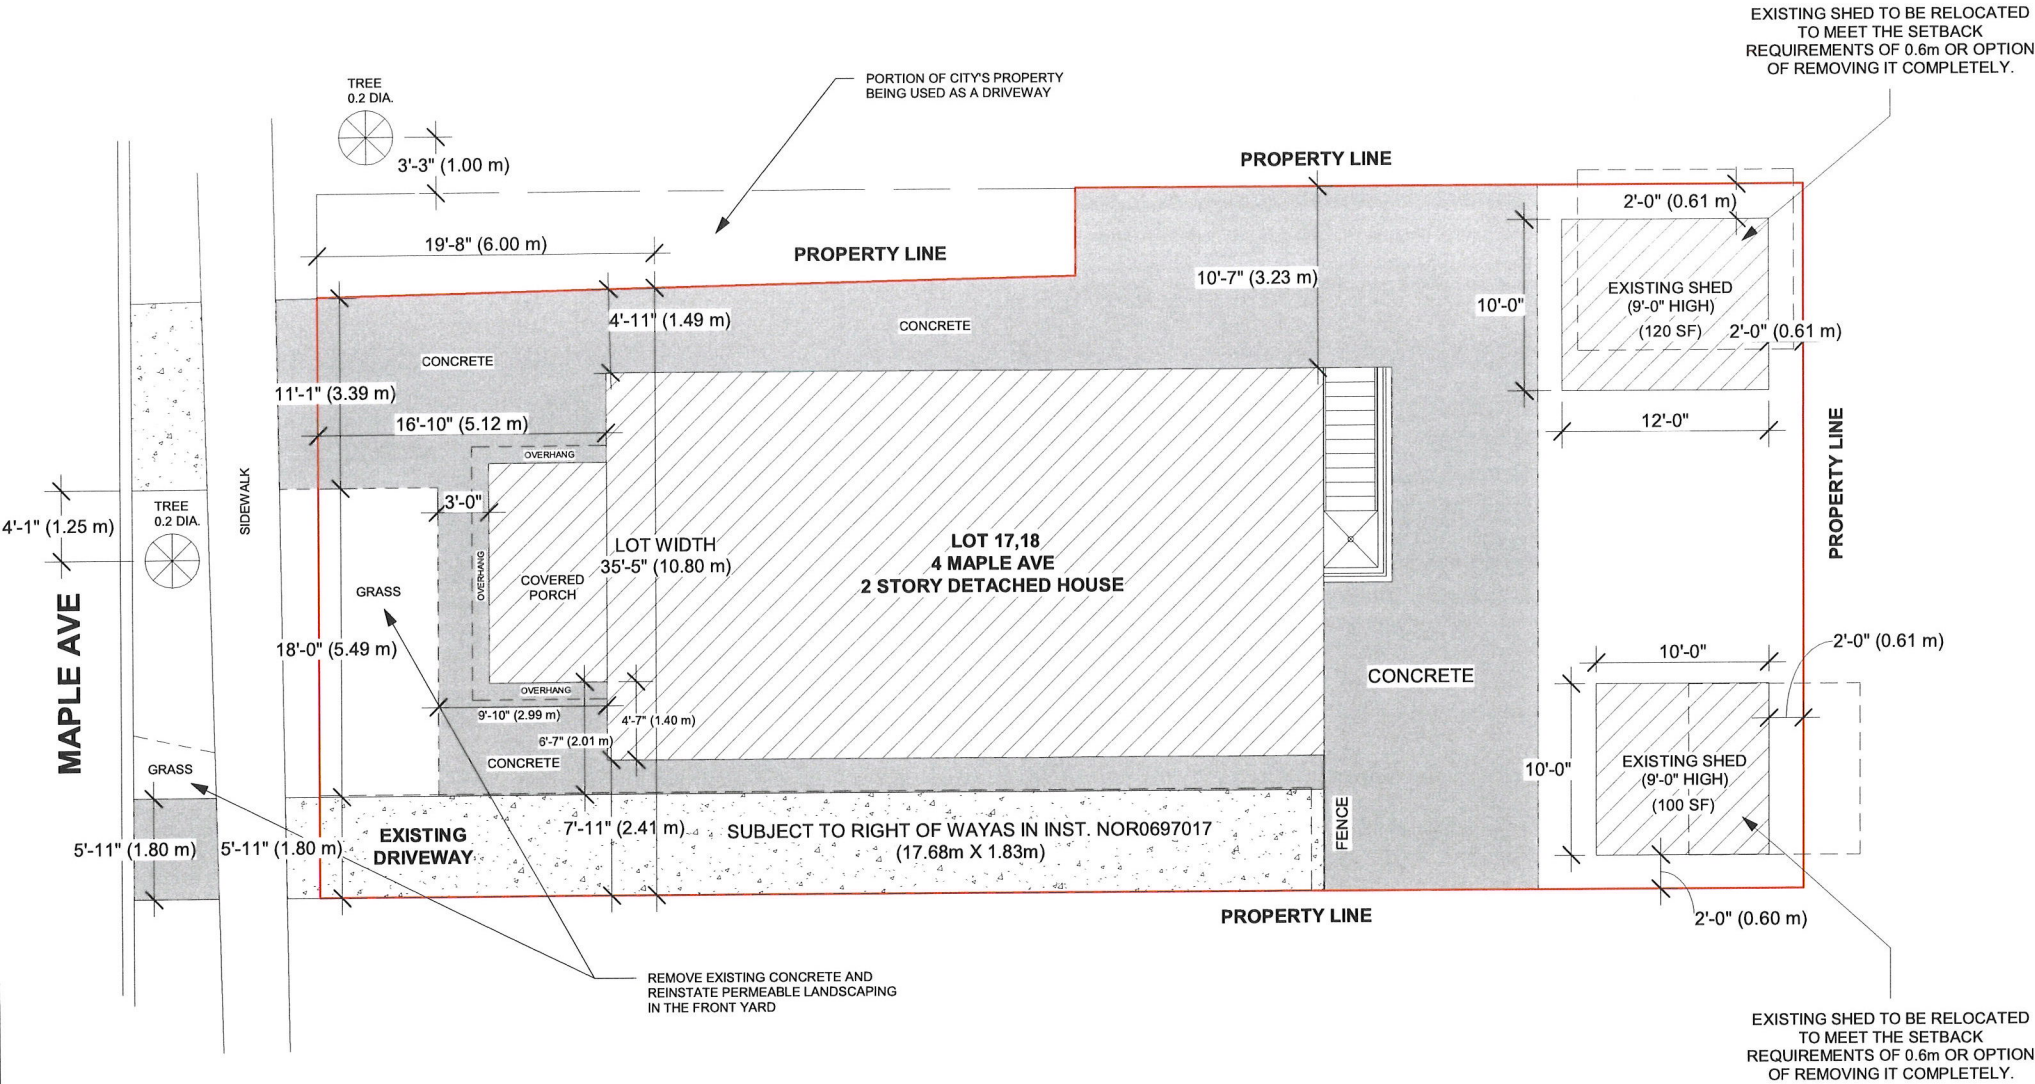 EXISTING SHED TO BE RELOCATED
TO MEET THE SETBACK
REQUIREMENTS OF 0.6m OR OPTION
OF REMOVING IT COMPLETELY.
PORTION OF CITY'S PROPERTY
BEING USED AS A DRIVEWAY
TREE
0.2 DIA.
3'-3" (1.00 m)
PROPERTY LINE
2'-0" (0.61 m)
19'-8" (6.00 m)
PROPERTY LINE
10'-7" (3.23 m)
10'-0"
EXISTING SHED
(9'-0" HIGH)
(120 SF)
2'-0" (0.61 m)
4'-11" (1.49 m)
CONCRETE
CONCRETE
11'-1" (3.39 m)
16'-10" (5.12 m)
12'-0"
OVERHANG
PROPERTY LINE
SIDEWALK
3'-0"
TREE
0.2 DIA.
4'-1" (1.25 m)
LOT WIDTH
35'-5" (10.80 m)
LOT 17,18
4 MAPLE AVE
2 STORY DETACHED HOUSE
OVERHANG
COVERED
PORCH
GRASS
MAPLE AVE
18'-0" (5.49 m)
2'-0" (0.61 m)
10'-0"
CONCRETE
OVERHANG
9'-10" (2.99 m)
4'-7" (1.40 m)
6'-7" (2.01 m)
CONCRETE
GRASS
10'-0"
EXISTING SHED
(9'-0" HIGH)
(100 SF)
5'-11" (1.80 m)
5'-11" (1.80 m)
EXISTING
DRIVEWAY
7'-11" (2.41 m)
SUBJECT TO RIGHT OF WAYAS IN INST. NOR0697017
(17.68m X 1.83m)
FENCE
PROPERTY LINE
2'-0" (0.60 m)
REMOVE EXISTING CONCRETE AND
REINSTATE PERMEABLE LANDSCAPING
IN THE FRONT YARD
EXISTING SHED TO BE RELOCATED
TO MEET THE SETBACK
REQUIREMENTS OF 0.6m OR OPTION
OF REMOVING IT COMPLETELY.